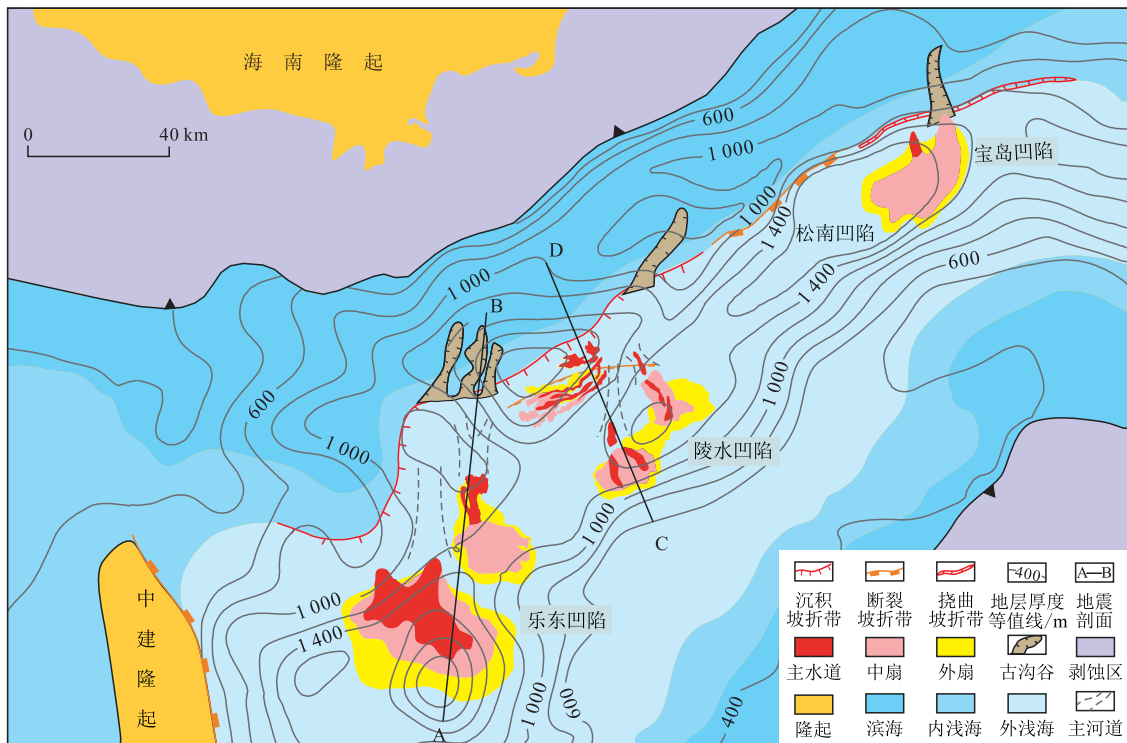 海南隆起
0 40 km
600
1 000
宝岛凹陷
1 000
1 400
松南凹陷
D
1 000
B
1 400
600
600
1 000
1 000
陵水凹陷
1 000
C
中建隆起
1 000
1 400
乐东凹陷
1 000
600
A
400
400
A—B
沉积
坡折带
断裂
坡折带
挠曲
坡折带
地层厚度
等值线/m
地震
剖面
主水道
中扇
外扇
古沟谷
剥蚀区
隆起
滨海
内浅海
外浅海
主河道